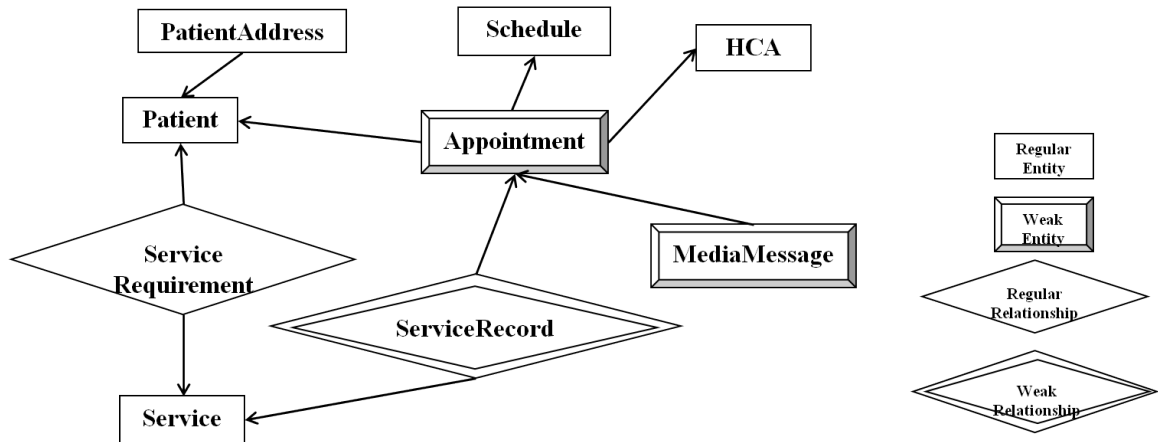 PatientAddress
Schedule
HCA
Patient
Appointment
Service
Requirement
MediaMessage
ServiceRecord
Service
Regular
Entity
Weak
Entity
Regular
Relationship
Weak
Relationship